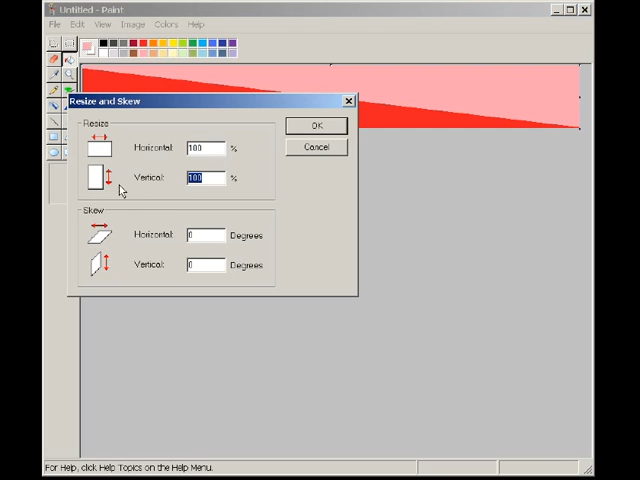 Untitled - Paint
File Edit View Image Colors Help
Resize and Skew
Resize
Horizontal: 100 %
Vertical: 100 %
OK
Cancel
Skew
Horizontal: 0 Degrees
Vertical: 0 Degrees
For Help, click Help Topics on the Help Menu.